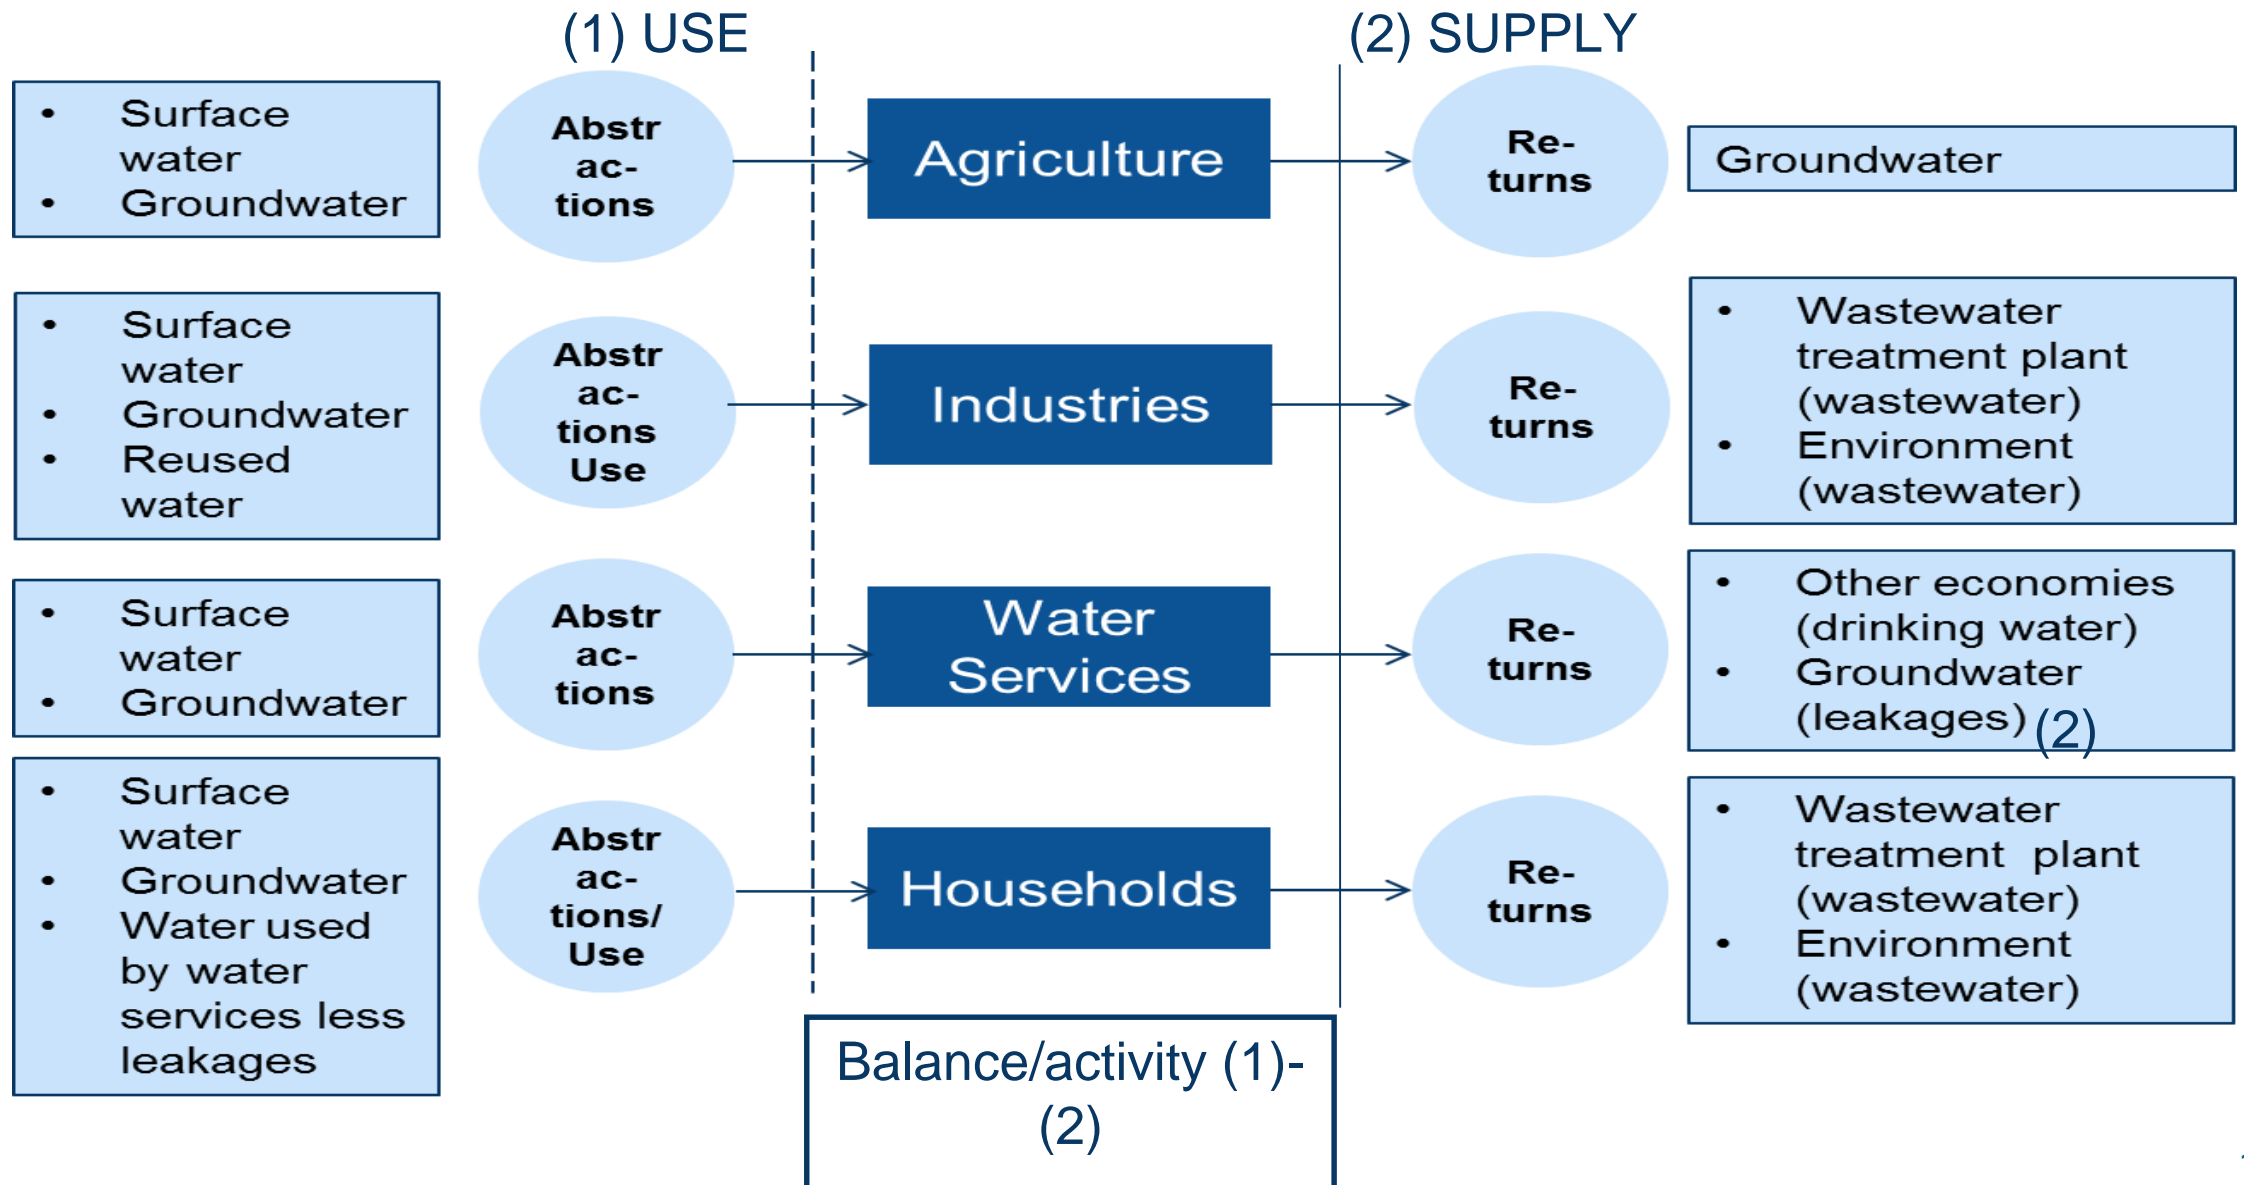 (1) USE
(2) SUPPLY
• Surface
water
• Groundwater
Abstr
ac-
tions
Agriculture
Re-
turns
Groundwater
• Surface
water
• Groundwater
• Reused
water
Abstr
ac-
tions
Use
Industries
Re-
turns
• Wastewater
treatment plant
(wastewater)
• Environment
(wastewater)
• Surface
water
• Groundwater
Abstr
ac-
tions
Water
Services
Re-
turns
• Other economies
(drinking water)
• Groundwater
(leakages) (2)
• Surface
water
• Groundwater
• Water used
by water
services less
leakages
Abstr
ac-
tions/
Use
Households
Re-
turns
• Wastewater
treatment plant
(wastewater)
• Environment
(wastewater)
Balance/activity (1)-
(2)